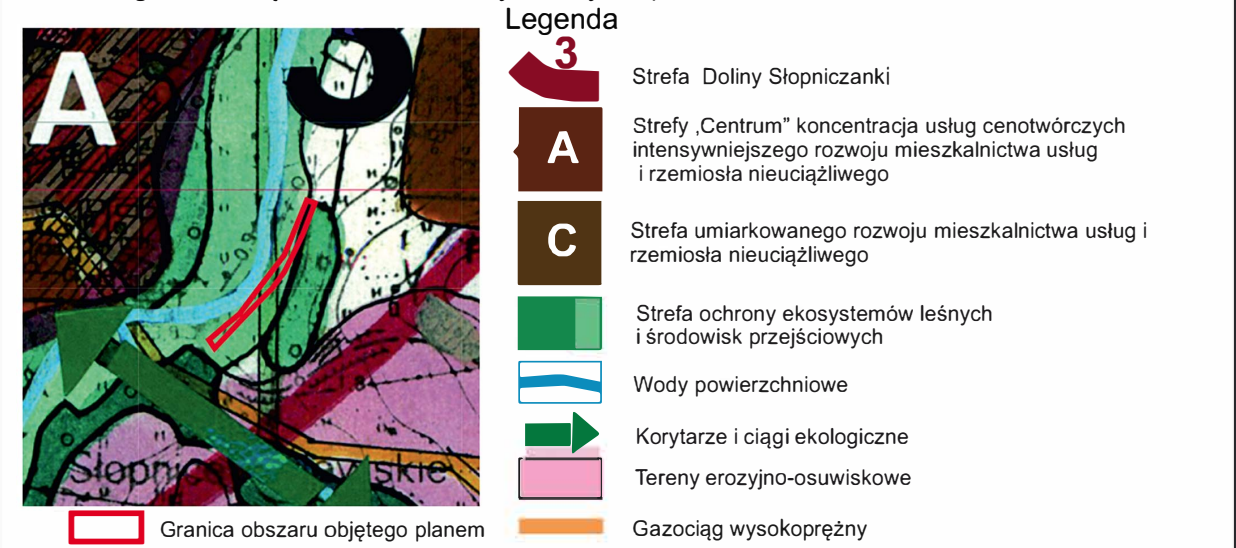 Legenda
A
3
Strefa Doliny Słopniczanki
A
Strefy ‚Centrum” koncentracja usług cenotwórczych
intensywniejszego rozwoju mieszkalnictwa usług
i rzemiosła nieuciążliwego
C
Strefa umiarkowanego rozwoju mieszkalnictwa usług i
rzemiosła nieuciążliwego
Strefa ochrony ekosystemów leśnych
i środowisk przejściowych
Wody powierzchniowe
Korytarze i ciągi ekologiczne
Tereny erozyjno-osuwiskowe
Granica obszaru objętego planem
Gazociąg wysokoprężny